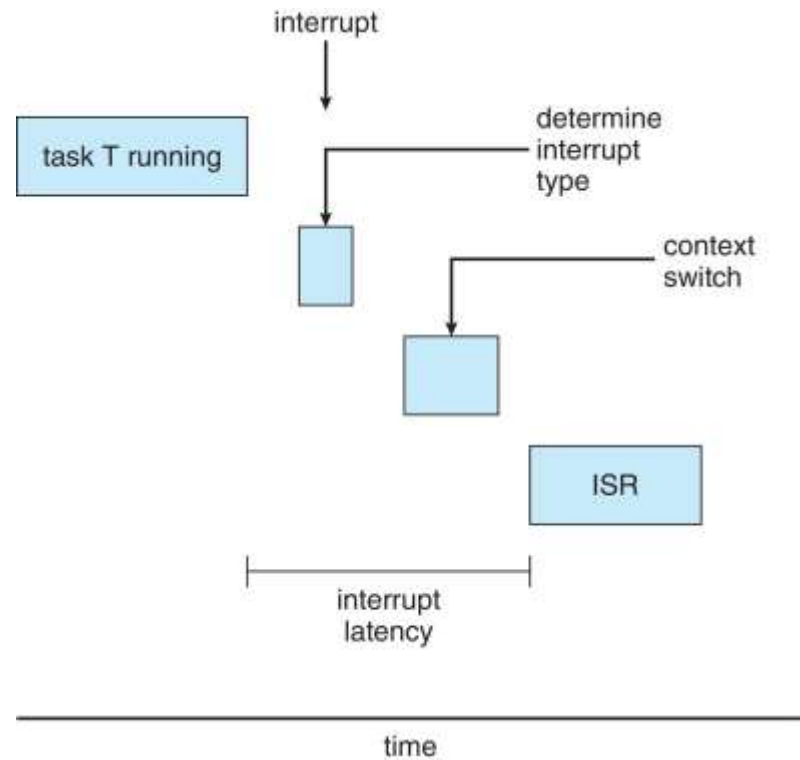 interrupt
task T running
determine
interrupt
type
context
switch
ISR
interrupt
latency
time